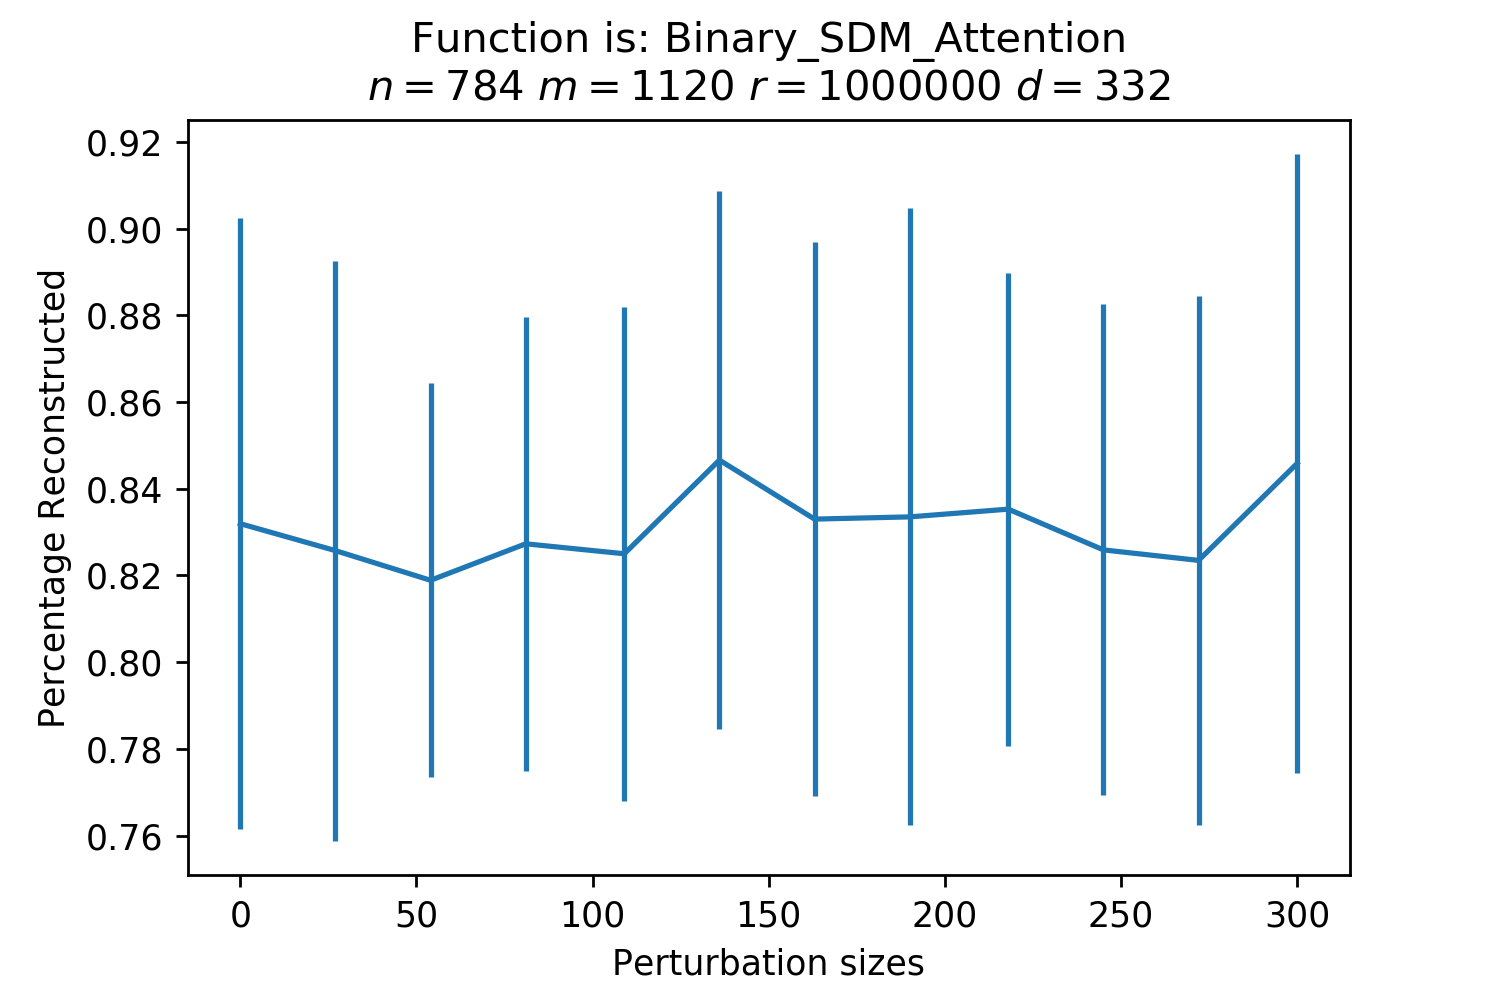 Function is: Binary_SDM_Attention
n = 784 m = 1120 r = 1000000 d = 332
0.92
0.90
0.88
0.86
0.84
0.82
0.80
0.78
0.76
Percentage Reconstructed
0 50 100 150 200 250 300
Perturbation sizes